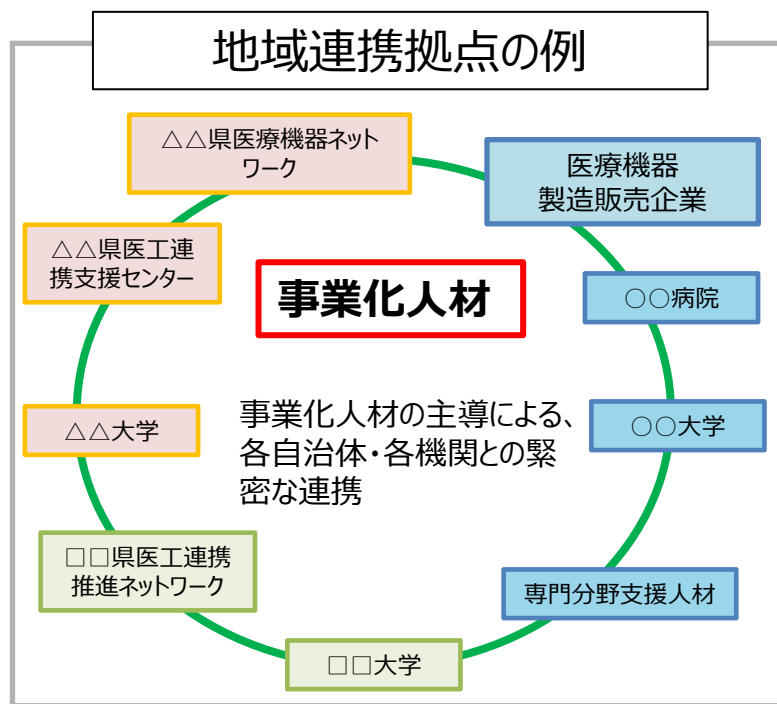 地域連携拠点の例
△△県医療機器ネット
ワーク
医療機器
製造販売企業
△△県医工連
携支援センター
事業化人材
○○病院
△△大学
事業化人材の主導による、
各自治体・各機関との緊
密な連携
○○大学
□□県医工連携
推進ネットワーク
専門分野支援人材
□□大学